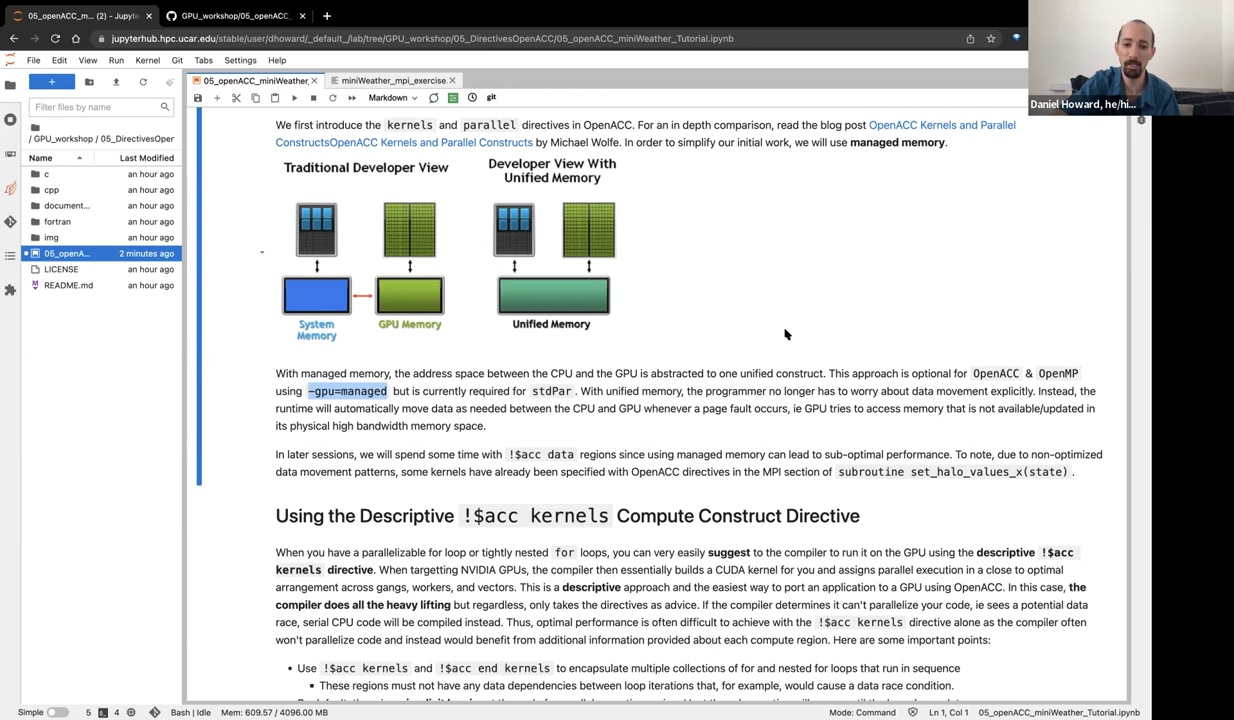 05_openACC_m... (2) - Jupyter
GPU_workshop/05_openACC_
jupyterhub.hpc.ucar.edu/stable/user/dhoward/_default_/lab/tree/GPU_workshop/05_DirectivesOpenACC/05_openACC_miniWeather_Tutorial.ipynb
File Edit View Run Kernel Git Tabs Settings Help
05_openACC_miniWeather_
miniWeather_mpi_exercise.
Markdown
git
Filter files by name
/ GPU_workshop / 05_DirectivesOper
Name Last Modified
c an hour ago
cpp an hour ago
document... an hour ago
fortran an hour ago
img an hour ago
05_openA... 2 minutes ago
LICENSE an hour ago
README.md an hour ago
We first introduce the kernels and parallel directives in OpenACC. For an in depth comparison, read the blog post OpenACC Kernels and Parallel
ConstructsOpenACC Kernels and Parallel Constructs by Michael Wolfe. In order to simplify our initial work, we will use managed memory.
Traditional Developer View
Developer View With
Unified Memory
System
Memory
GPU Memory
Unified Memory
With managed memory, the address space between the CPU and the GPU is abstracted to one unified construct. This approach is optional for OpenACC & OpenMP
using -gpu=managed but is currently required for stdPar. With unified memory, the programmer no longer has to worry about data movement explicitly. Instead, the
runtime will automatically move data as needed between the CPU and GPU whenever a page fault occurs, ie GPU tries to access memory that is not available/updated in
its physical high bandwidth memory space.
In later sessions, we will spend some time with !$acc data regions since using managed memory can lead to sub-optimal performance. To note, due to non-optimized
data movement patterns, some kernels have already been specified with OpenACC directives in the MPI section of subroutine set_halo_values_x(state).
Using the Descriptive !$acc kernels Compute Construct Directive
When you have a parallelizable for loop or tightly nested for loops, you can very easily suggest to the compiler to run it on the GPU using the descriptive !$acc
kernels directive. When targetting NVIDIA GPUs, the compiler then essentially builds a CUDA kernel for you and assigns parallel execution in a close to optimal
arrangement across gangs, workers, and vectors. This is a descriptive approach and the easiest way to port an application to a GPU using OpenACC. In this case, the
compiler does all the heavy lifting but regardless, only takes the directives as advice. If the compiler determines it can't parallelize your code, ie sees a potential data
race, serial CPU code will be compiled instead. Thus, optimal performance is often difficult to achieve with the !$acc kernels directive alone as the compiler often
won't parallelize code and instead would benefit from additional information provided about each compute region. Here are some important points:
• Use !$acc kernels and !$acc end kernels to encapsulate multiple collections of for and nested for loops that run in sequence
▪ These regions must not have any data dependencies between loop iterations that, for example, would cause a data race condition.
Daniel Howard, he/hi...
Simple 5 4 Bash | Idle Mem: 609.57 / 4096.00 MB Mode: Command Ln 1, Col 1 05_openACC_miniWeather_Tutorial.ipynb